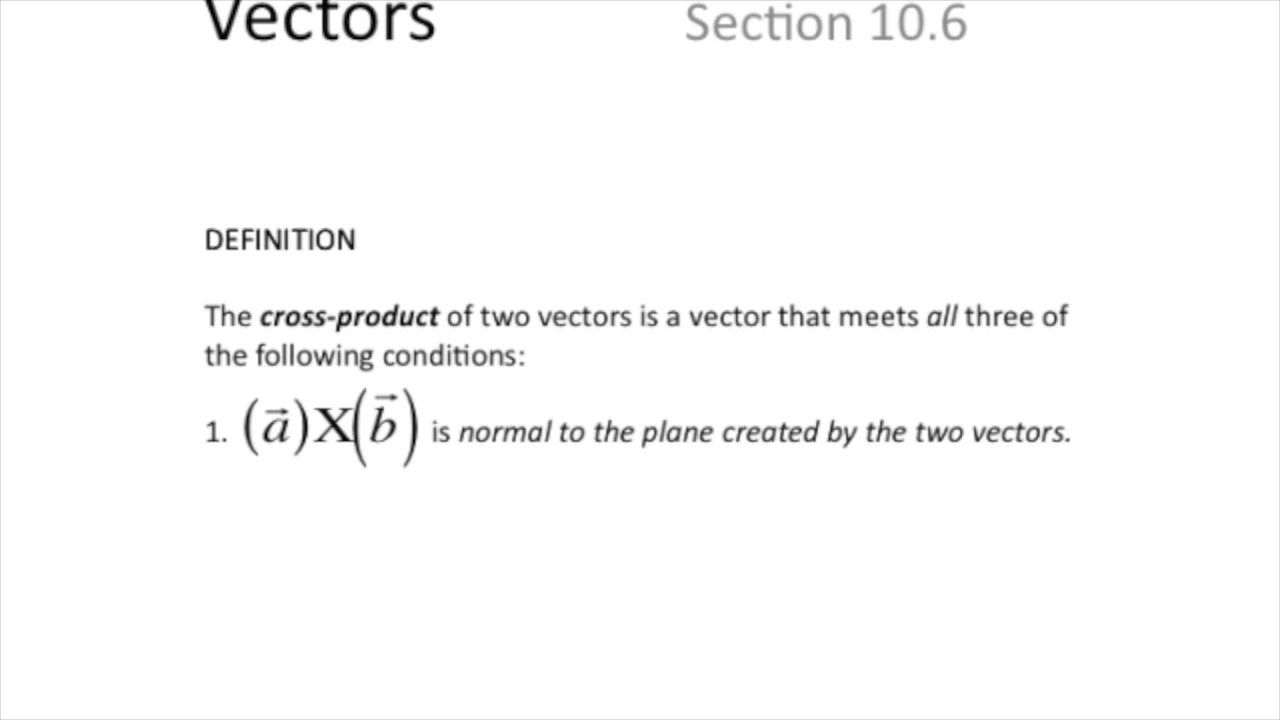 Vectors Section 10.6
DEFINITION
The cross-product of two vectors is a vector that meets all three of
the following conditions:
1. (a⃗)X(b⃗) is normal to the plane created by the two vectors.